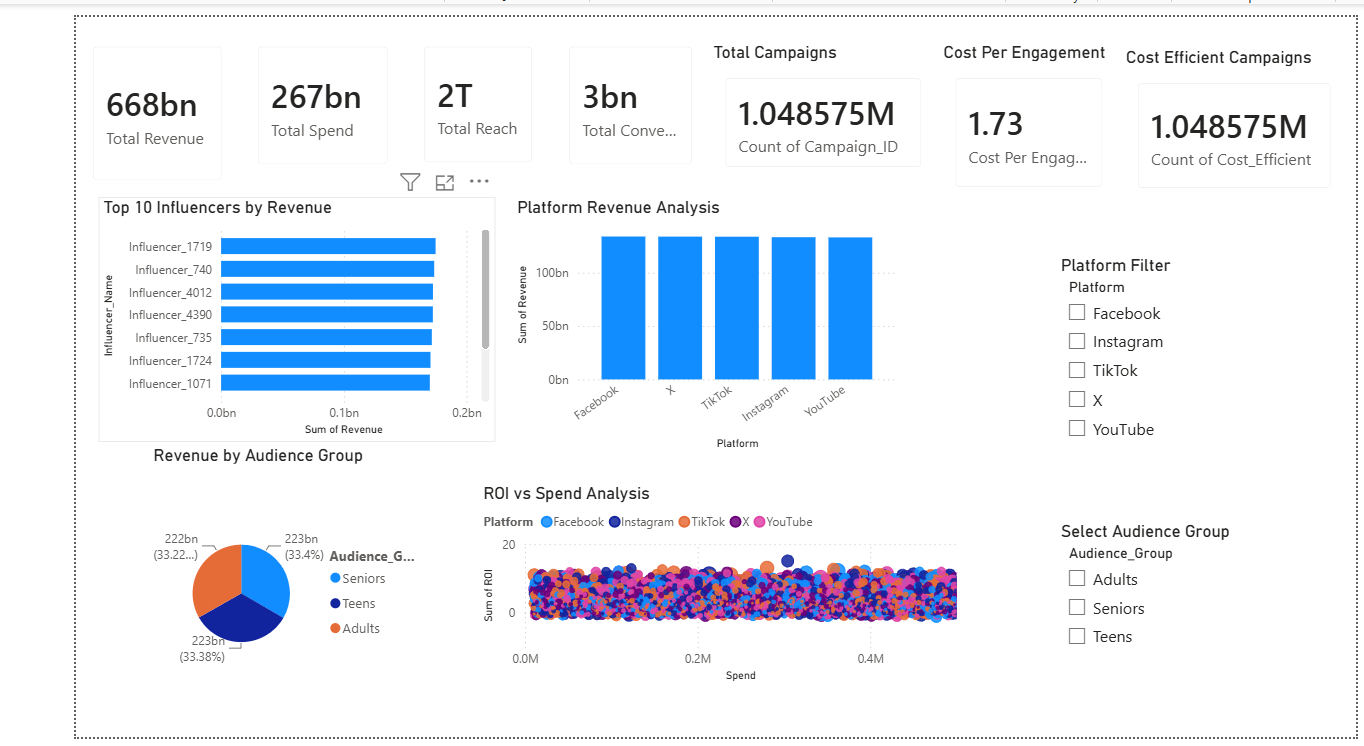 Total Campaigns
Cost Per Engagement
Cost Efficient Campaigns
668bn
Total Revenue
267bn
Total Spend
2T
Total Reach
3bn
Total Conve...
1.048575M
Count of Campaign_ID
1.73
Cost Per Engag...
1.048575M
Count of Cost_Efficient
Top 10 Influencers by Revenue
Influencer_Name
Influencer_1719
Influencer_740
Influencer_4012
Influencer_4390
Influencer_735
Influencer_1724
Influencer_1071
0.0bn
0.1bn
0.2bn
Sum of Revenue
Platform Revenue Analysis
Sum of Revenue
100bn
50bn
0bn
Facebook
X
TikTok
Instagram
YouTube
Platform
Platform Filter
Platform
Facebook
Instagram
TikTok
X
YouTube
Revenue by Audience Group
222bn
(33.22...)
223bn
(33.4%)
223bn
(33.38%)
Audience_G...
Seniors
Teens
Adults
ROI vs Spend Analysis
Platform Facebook Instagram TikTok X YouTube
Sum of ROI
20
0
0.0M
0.2M
0.4M
Spend
Select Audience Group
Audience_Group
Adults
Seniors
Teens